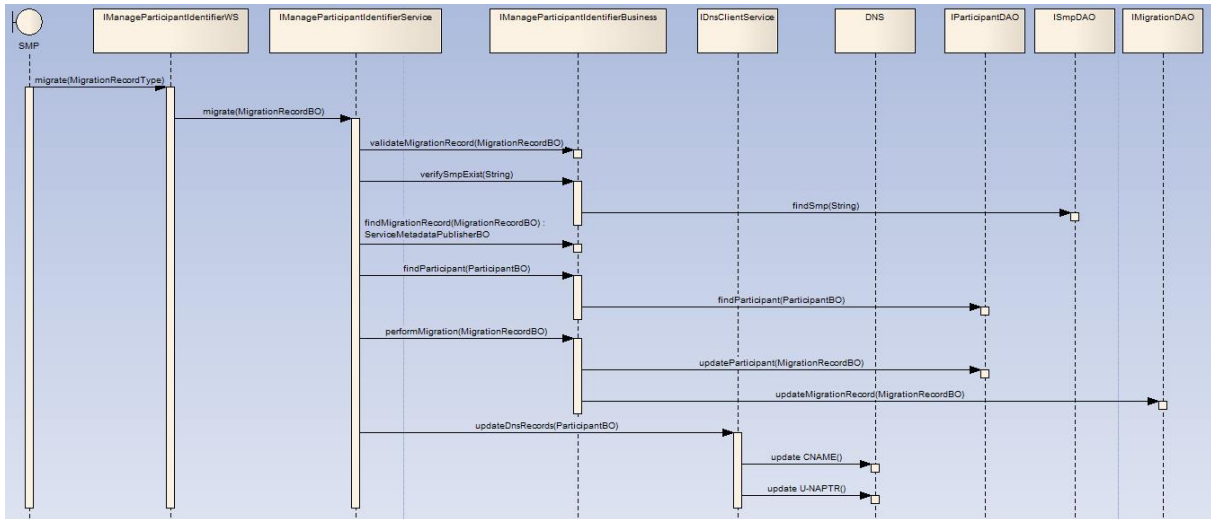 SMP
IManageParticipantIdentifierWS
IManageParticipantIdentifierService
IManageParticipantIdentifierBusiness
IDnsClientService
DNS
IParticipantDAO
ISmpDAO
IMigrationDAO
migrate(MigrationRecordType)
migrate(MigrationRecordBO)
validateMigrationRecord(MigrationRecordBO)
verifySmpExist(String)
findSmp(String)
findMigrationRecord(MigrationRecordBO) :
ServiceMetadataPublisherBO
findParticipant(ParticipantBO)
findParticipant(ParticipantBO)
performMigration(MigrationRecordBO)
updateParticipant(MigrationRecordBO)
updateMigrationRecord(MigrationRecordBO)
updateDnsRecords(ParticipantBO)
update CNAME()
update U-NAPTR()